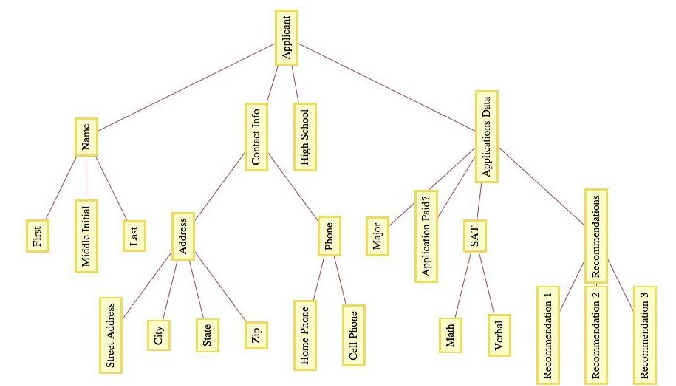 Applicant
Name
Contact Info
High School
Applications Data
First
Middle Initial
Last
Address
Phone
Major
Application Paid?
SAT
Recommendations
Street Address
City
State
Zip
Home Phone
Cell Phone
Math
Verbal
Recommendation 1
Recommendation 2
Recommendation 3